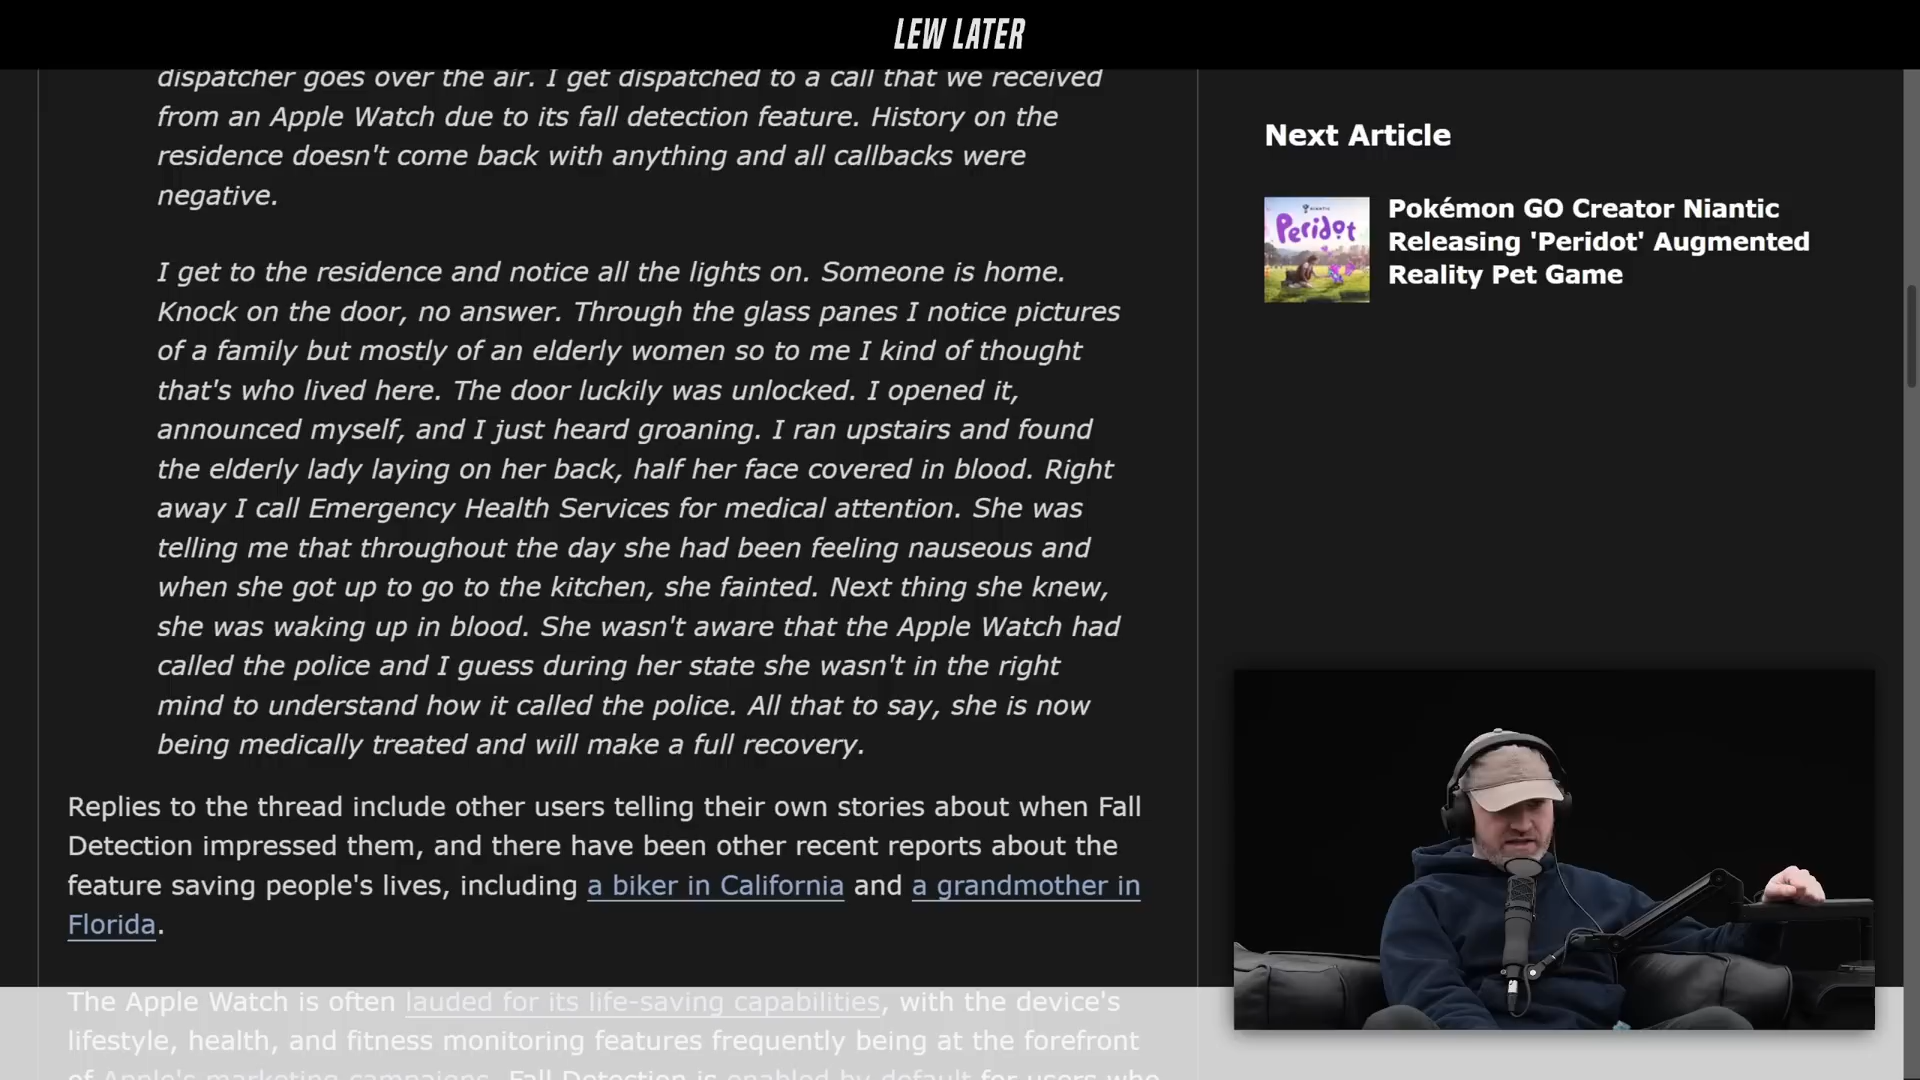 LEW LATER
dispatcher goes over the air. I get dispatched to a call that we received
from an Apple Watch due to its fall detection feature. History on the
residence doesn't come back with anything and all callbacks were
negative.
I get to the residence and notice all the lights on. Someone is home.
Knock on the door, no answer. Through the glass panes I notice pictures
of a family but mostly of an elderly women so to me I kind of thought
that's who lived here. The door luckily was unlocked. I opened it,
announced myself, and I just heard groaning. I ran upstairs and found
the elderly lady laying on her back, half her face covered in blood. Right
away I call Emergency Health Services for medical attention. She was
telling me that throughout the day she had been feeling nauseous and
when she got up to go to the kitchen, she fainted. Next thing she knew,
she was waking up in blood. She wasn't aware that the Apple Watch had
called the police and I guess during her state she wasn't in the right
mind to understand how it called the police. All that to say, she is now
being medically treated and will make a full recovery.
Replies to the thread include other users telling their own stories about when Fall
Detection impressed them, and there have been other recent reports about the
feature saving people's lives, including a biker in California and a grandmother in
Florida.
The Apple Watch is often lauded for its life-saving capabilities, with the device's
lifestyle, health, and fitness monitoring features frequently being at the forefront
of Apple's marketing campaigns. Fall Detection is enabled by default for users who
Next Article
NIANTIC
Peridot
Pokémon GO Creator Niantic
Releasing 'Peridot' Augmented
Reality Pet Game